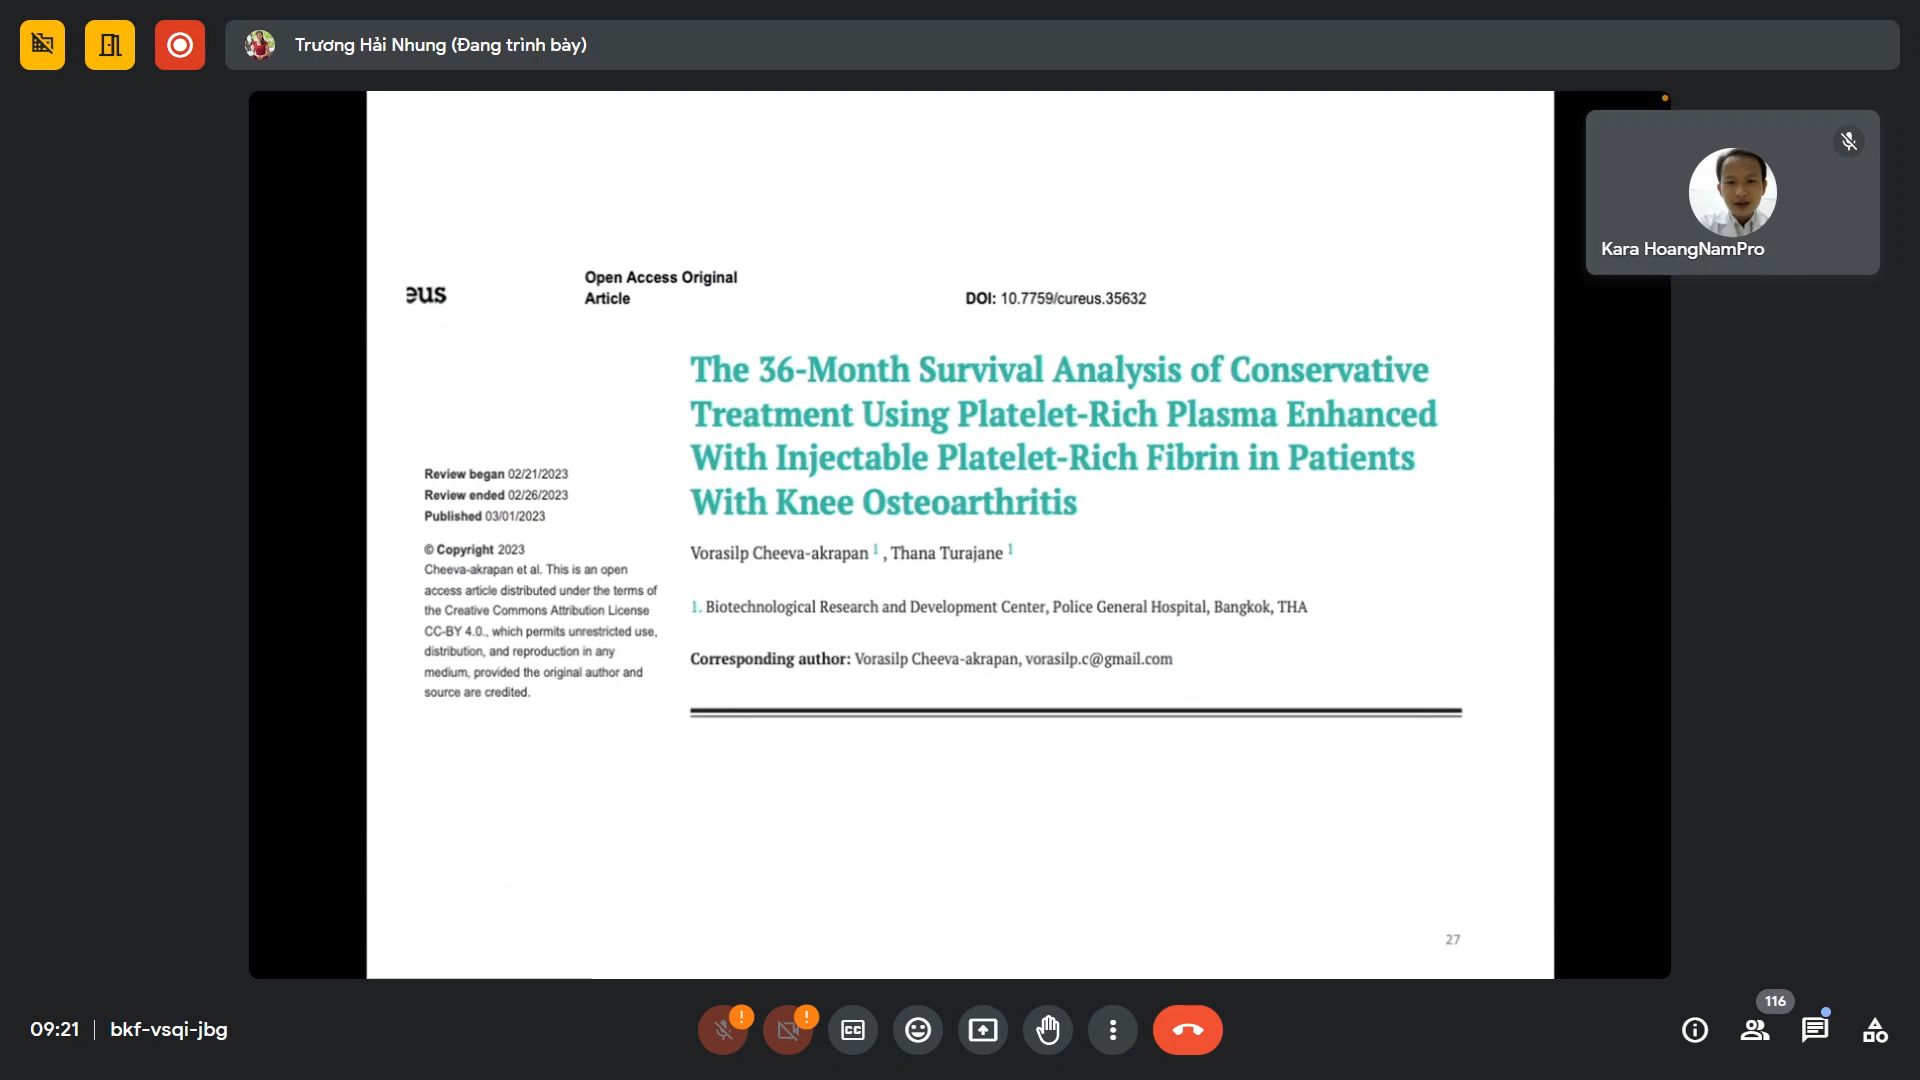 Trương Hải Nhung (Đang trình bày)
Kara HoangNamPro
eus
Open Access Original
Article
DOI: 10.7759/cureus.35632
The 36-Month Survival Analysis of Conservative
Treatment Using Platelet-Rich Plasma Enhanced
With Injectable Platelet-Rich Fibrin in Patients
With Knee Osteoarthritis
Review began 02/21/2023
Review ended 02/26/2023
Published 03/01/2023
© Copyright 2023
Cheeva-akrapan et al. This is an open
access article distributed under the terms of
the Creative Commons Attribution License
CC-BY 4.0., which permits unrestricted use,
distribution, and reproduction in any
medium, provided the original author and
source are credited.
Vorasilp Cheeva-akrapan 1 , Thana Turajane 1
1. Biotechnological Research and Development Center, Police General Hospital, Bangkok, THA
Corresponding author: Vorasilp Cheeva-akrapan, vorasilp.c@gmail.com
27
09:21 | bkf-vsqi-jbg
!
!
CC
116